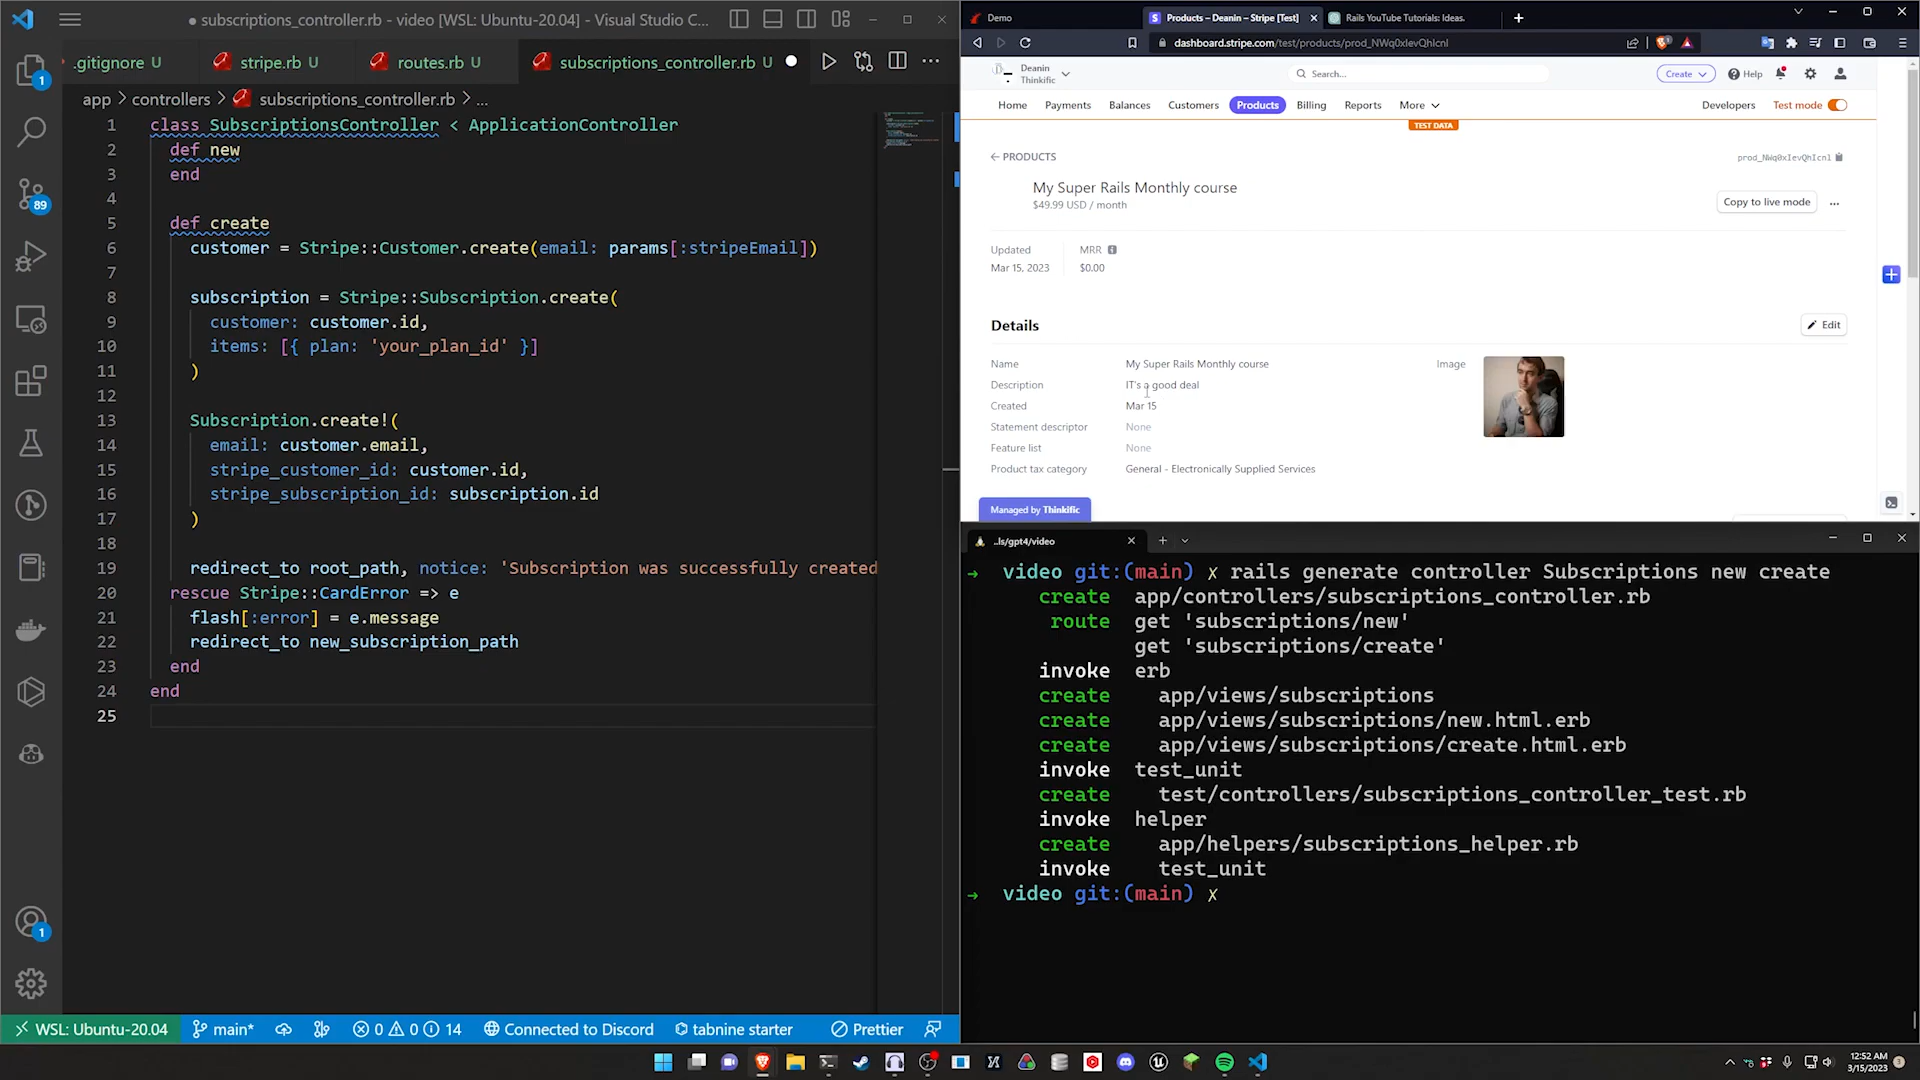 subscriptions_controller.rb - video [WSL: Ubuntu-20.04] - Visual Studio C...
.gitignore U
stripe.rb U
routes.rb U
subscriptions_controller.rb U
app > controllers > subscriptions_controller.rb > ...
1 class SubscriptionsController < ApplicationController
2 def new
3 end
4
5 def create
6 customer = Stripe::Customer.create(email: params[:stripeEmail])
7
8 subscription = Stripe::Subscription.create(
9 customer: customer.id,
10 items: [{ plan: 'your_plan_id' }]
11 )
12
13 Subscription.create!(
14 email: customer.email,
15 stripe_customer_id: customer.id,
16 stripe_subscription_id: subscription.id
17 )
18
19 redirect_to root_path, notice: 'Subscription was successfully created
20 rescue Stripe::CardError => e
21 flash[:error] = e.message
22 redirect_to new_subscription_path
23 end
24 end
25
1
89
1
WSL: Ubuntu-20.04 main* 0 0 14 Connected to Discord tabnine starter Prettier
Demo
Products – Deanin – Stripe [Test]
Rails YouTube Tutorials: Ideas.
dashboard.stripe.com/test/products/prod_NWq0xIevQhIcnl
Deanin
Thinkific
Search...
Create
Help
Home Payments Balances Customers Products Billing Reports More Developers Test mode
TEST DATA
PRODUCTS
prod_NWq0xIevQhIcnl
My Super Rails Monthly course
$49.99 USD / month
Copy to live mode ...
Updated MRR
Mar 15, 2023 $0.00
Details
Edit
Name My Super Rails Monthly course
Image
Description IT's a good deal
Created Mar 15
Statement descriptor None
Feature list None
Product tax category General - Electronically Supplied Services
Managed by Thinkific
..ls/gpt4/video
→ video git:(main) ✗ rails generate controller Subscriptions new create
create app/controllers/subscriptions_controller.rb
route get 'subscriptions/new'
get 'subscriptions/create'
invoke erb
create app/views/subscriptions
create app/views/subscriptions/new.html.erb
create app/views/subscriptions/create.html.erb
invoke test_unit
create test/controllers/subscriptions_controller_test.rb
invoke helper
create app/helpers/subscriptions_helper.rb
invoke test_unit
→ video git:(main) ✗
12:52 AM
3/15/2023